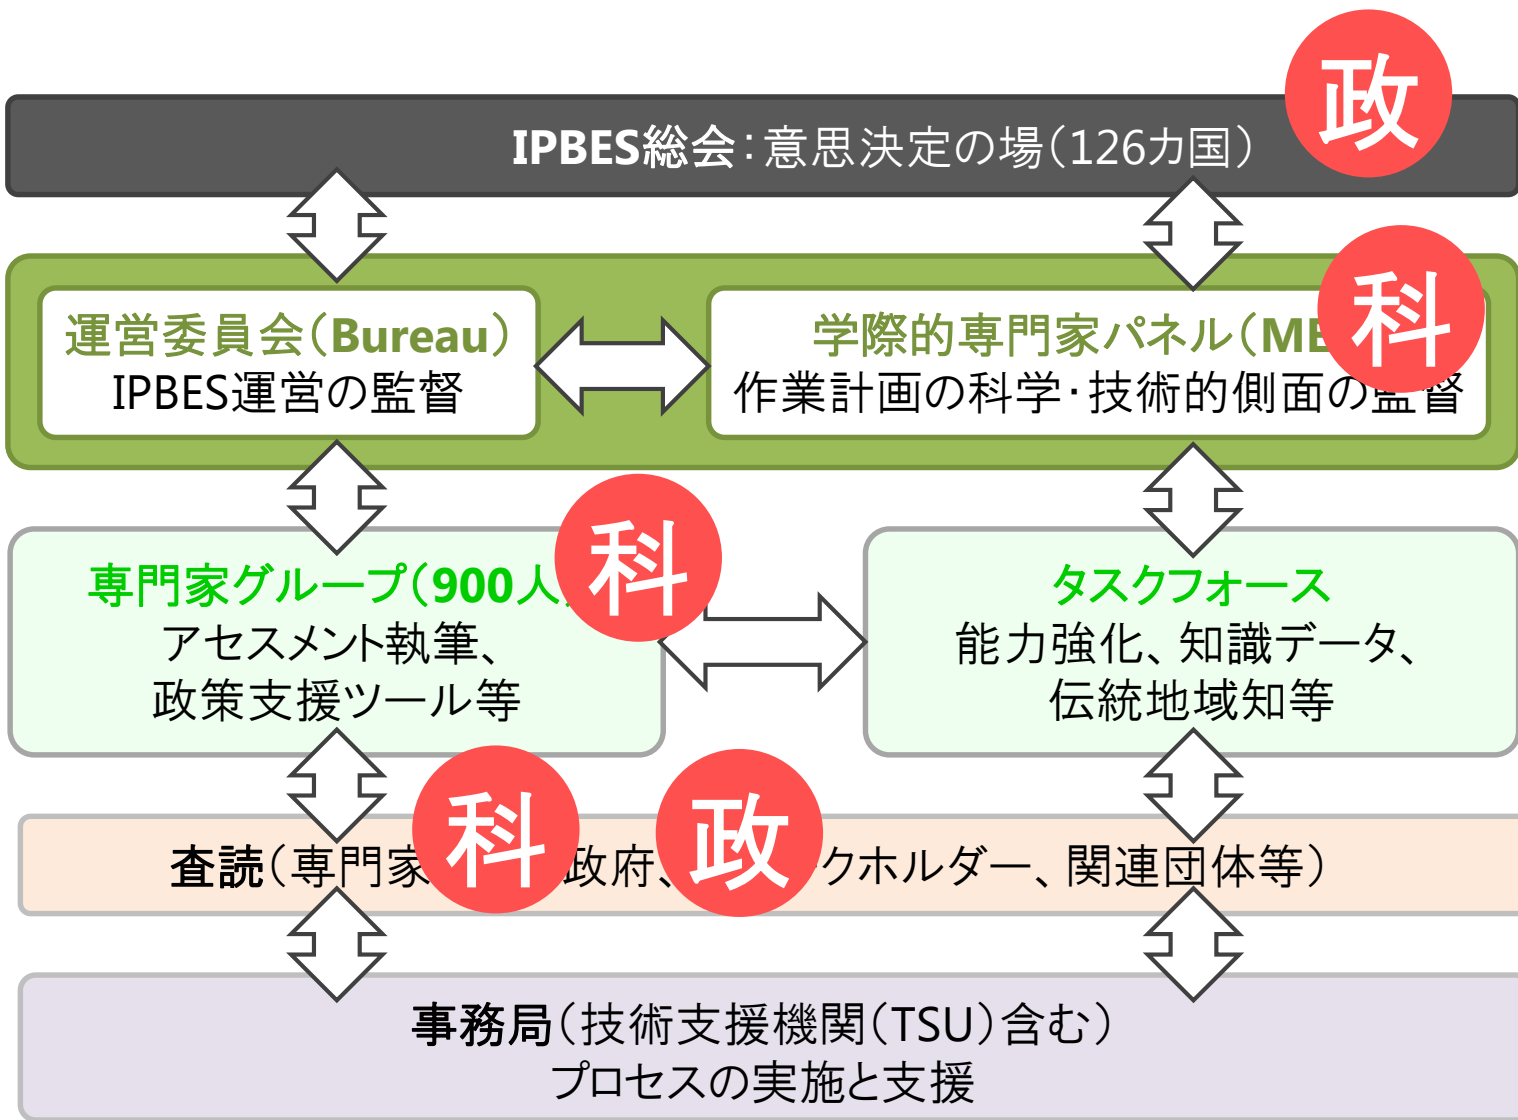 政
IPBES総会：意思決定の場（126カ国）
科
運営委員会（Bureau）
IPBES運営の監督
学際的専門家パネル（ME
作業計画の科学・技術的側面の監督
科
専門家グループ（900人
アセスメント執筆、
政策支援ツール等
タスクフォース
能力強化、知識データ、
伝統地域知等
科
政
査読（専門家 政府、 クホルダー、関連団体等）
事務局（技術支援機関（TSU）含む）
プロセスの実施と支援